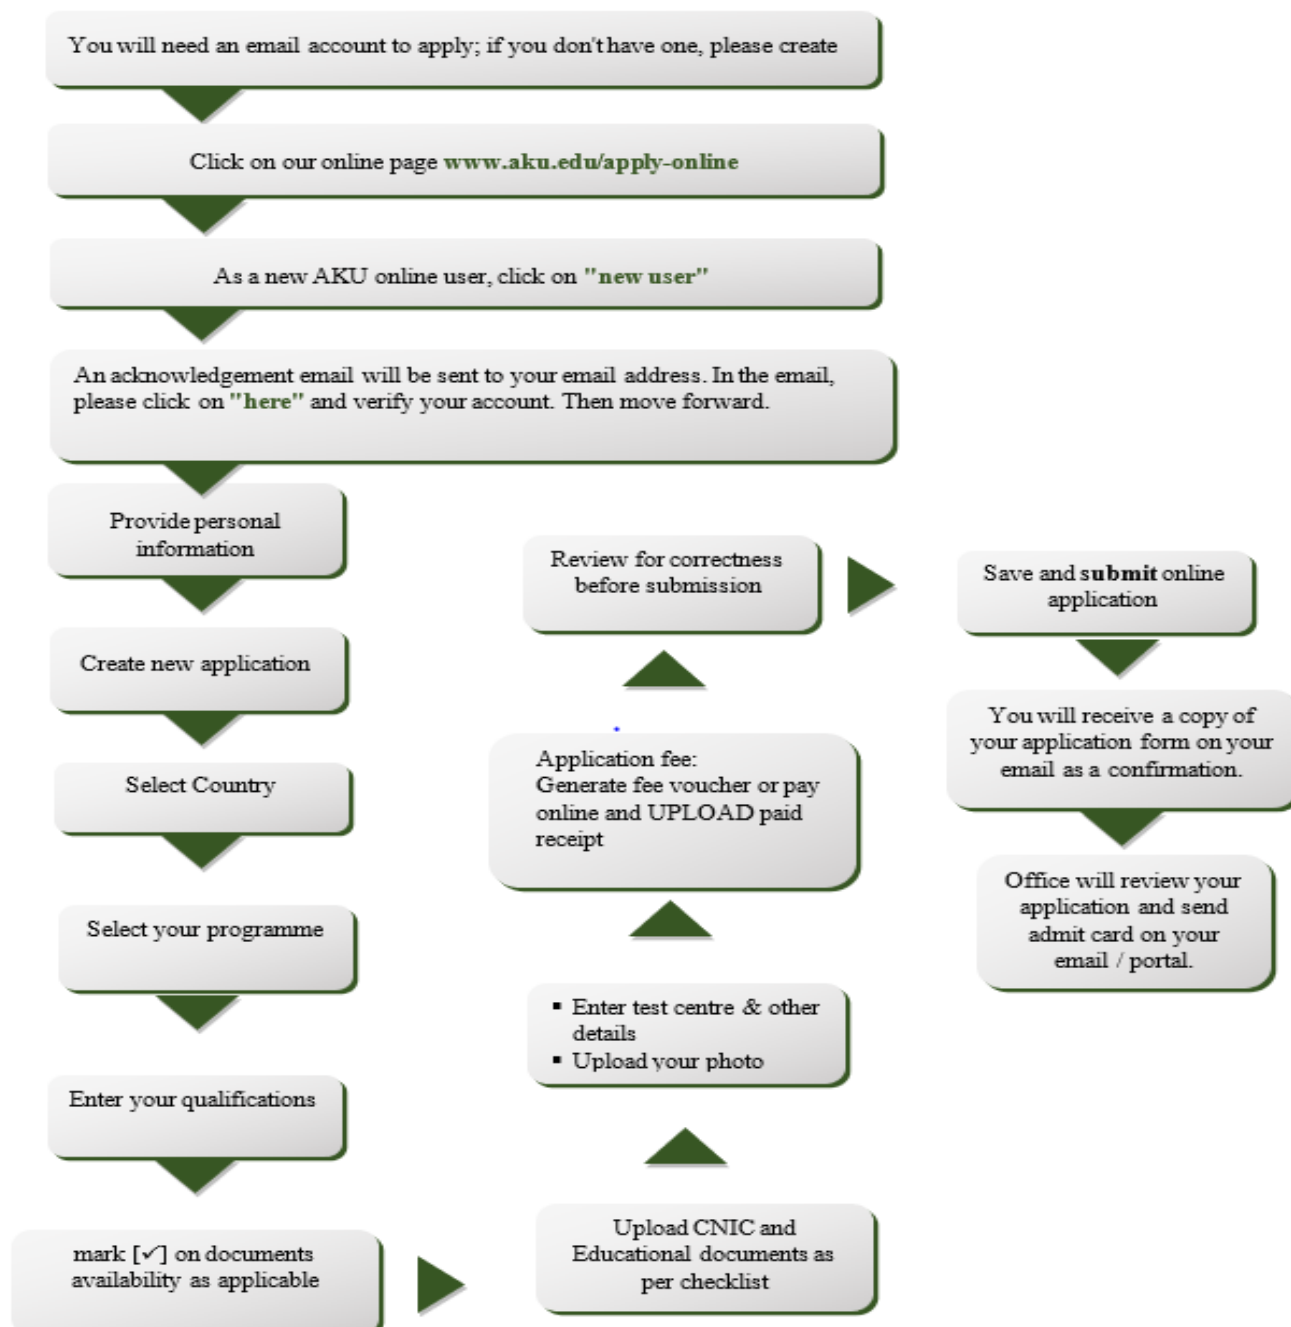 You will need an email account to apply; if you don't have one, please create
Click on our online page www.aku.edu/apply-online
As a new AKU online user, click on "new user"
An acknowledgement email will be sent to your email address. In the email,
please click on "here" and verify your account. Then move forward.
Provide personal
information
Create new application
Select Country
Select your programme
Enter your qualifications
mark [✓] on documents
availability as applicable
Upload CNIC and
Educational documents as
per checklist
▪ Enter test centre & other
details
▪ Upload your photo
Application fee:
Generate fee voucher or pay
online and UPLOAD paid
receipt
Review for correctness
before submission
Save and submit online
application
You will receive a copy of
your application form on your
email as a confirmation.
Office will review your
application and send
admit card on your
email / portal.